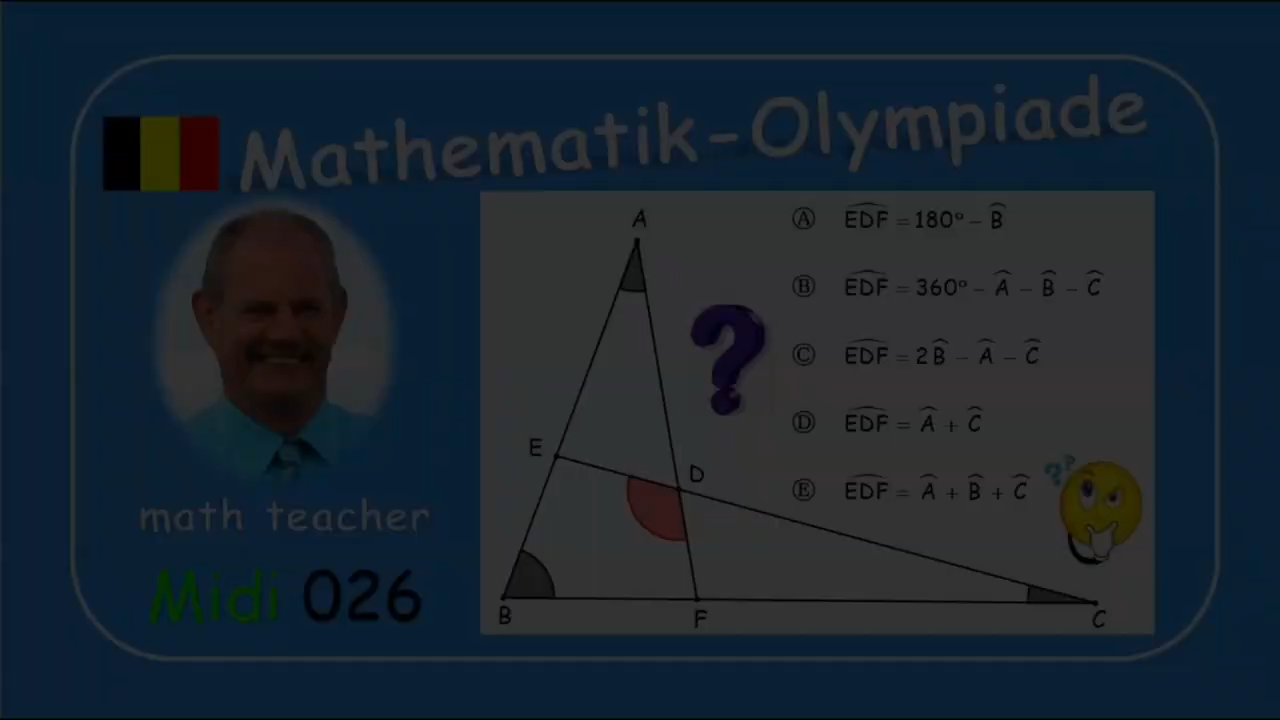 Mathematik-Olympiade
math teacher
Midi 026
A
E
D
B
F
C
Ⓐ EDF = 180° - B
Ⓑ EDF = 360° - A - B - C
Ⓒ EDF = 2B - A - C
Ⓓ EDF = A + C
Ⓔ EDF = A + B + C
?
??